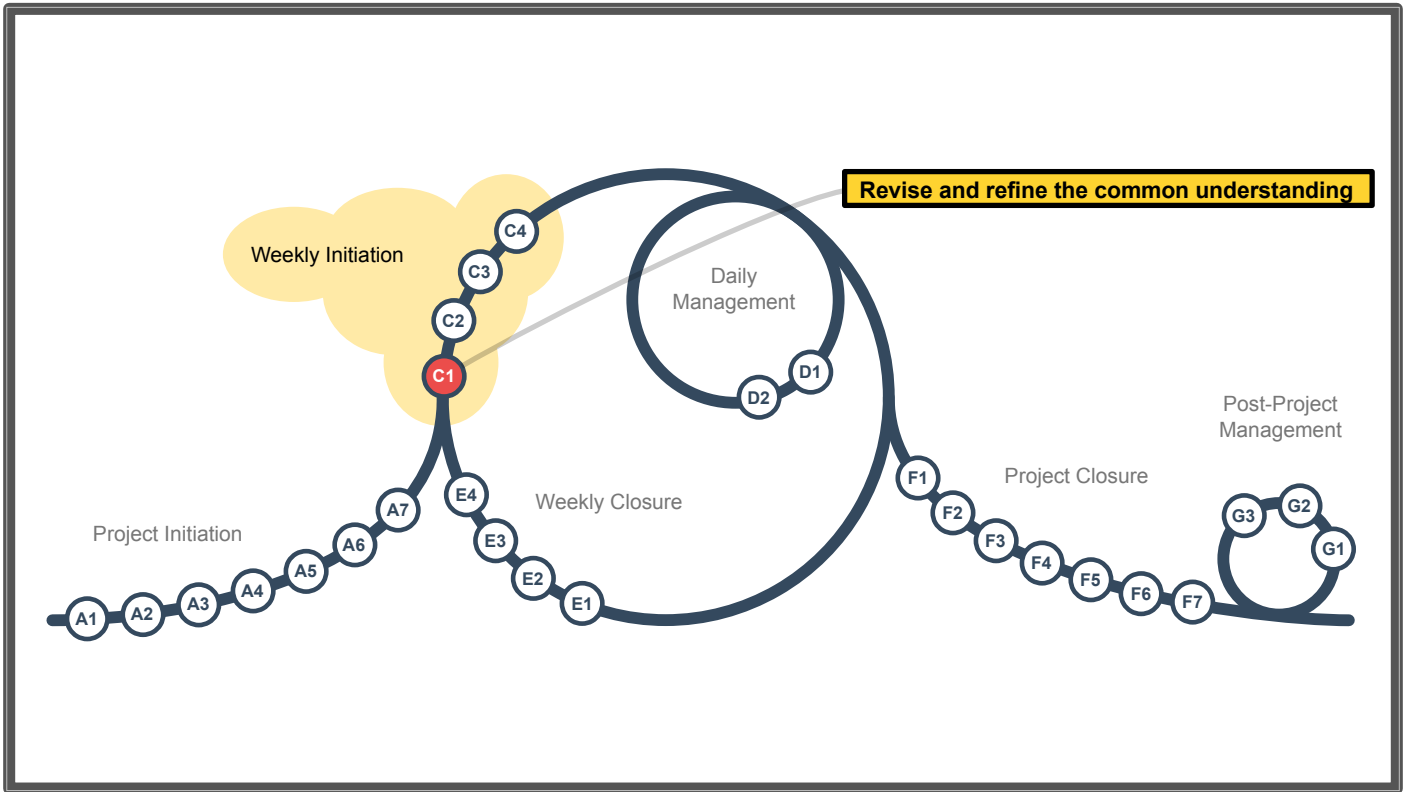 Revise and refine the common understanding
Weekly Initiation
C4
C3
C2
C1
Daily
Management
D1
D2
Project Initiation
A1
A2
A3
A4
A5
A6
A7
Weekly Closure
E4
E3
E2
E1
Project Closure
F1
F2
F3
F4
F5
F6
F7
Post-Project
Management
G3
G2
G1